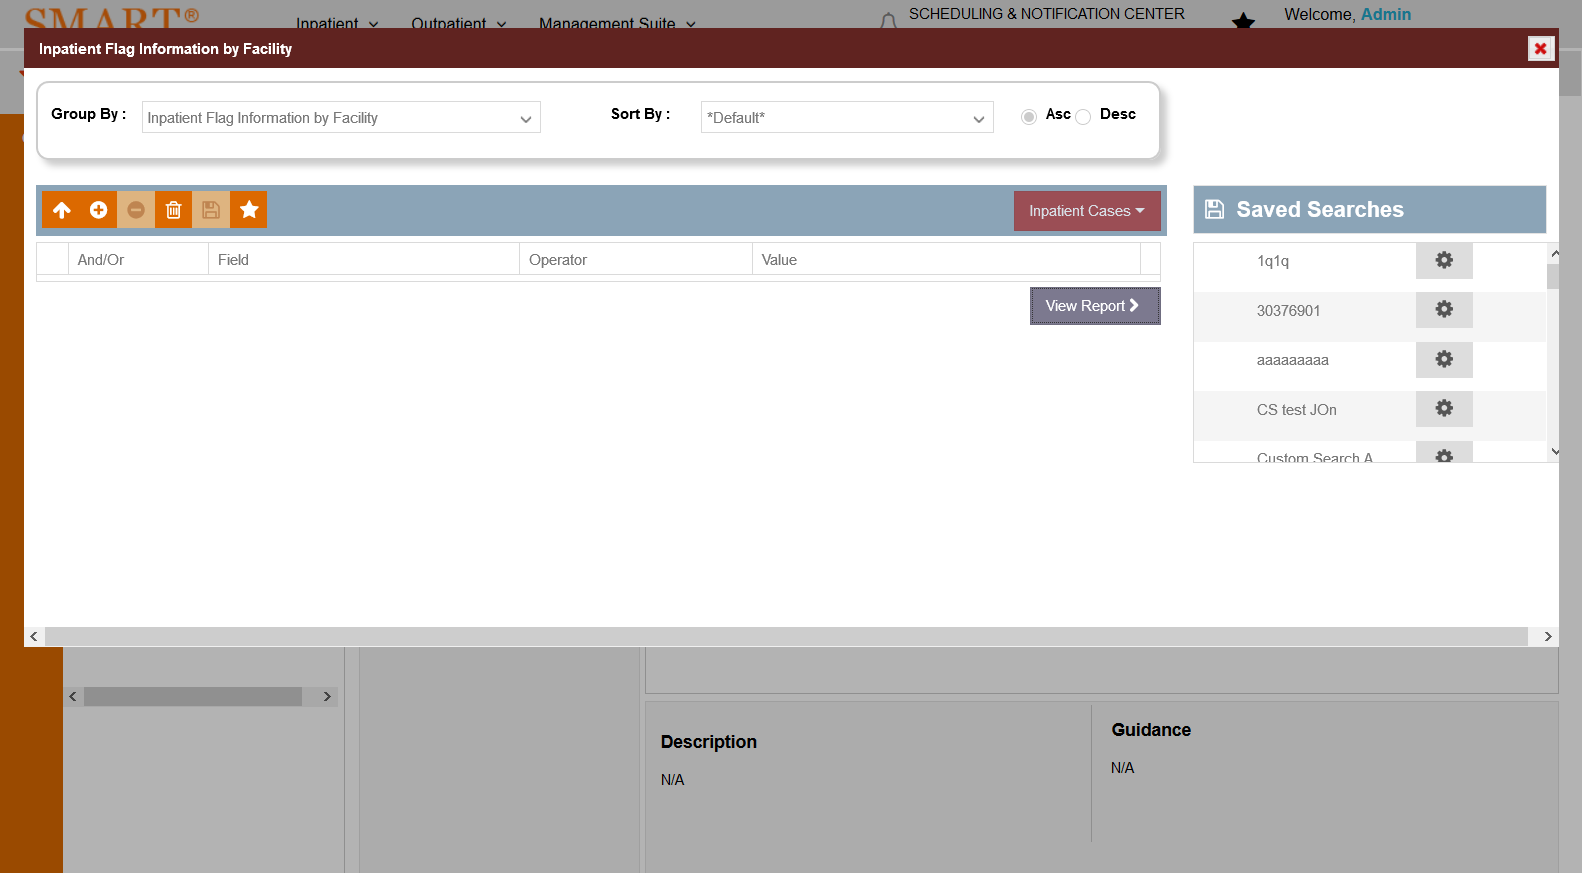 SMART®
Inpatient
Outpatient
Management Suite
SCHEDULING & NOTIFICATION CENTER
Welcome, Admin
Inpatient Flag Information by Facility
Group By :
Inpatient Flag Information by Facility
Sort By :
*Default*
Asc
Desc
Inpatient Cases
Saved Searches
And/Or
Field
Operator
Value
View Report
1q1q
30376901
aaaaaaaaa
CS test JOn
Custom Search A
Description
N/A
Guidance
N/A